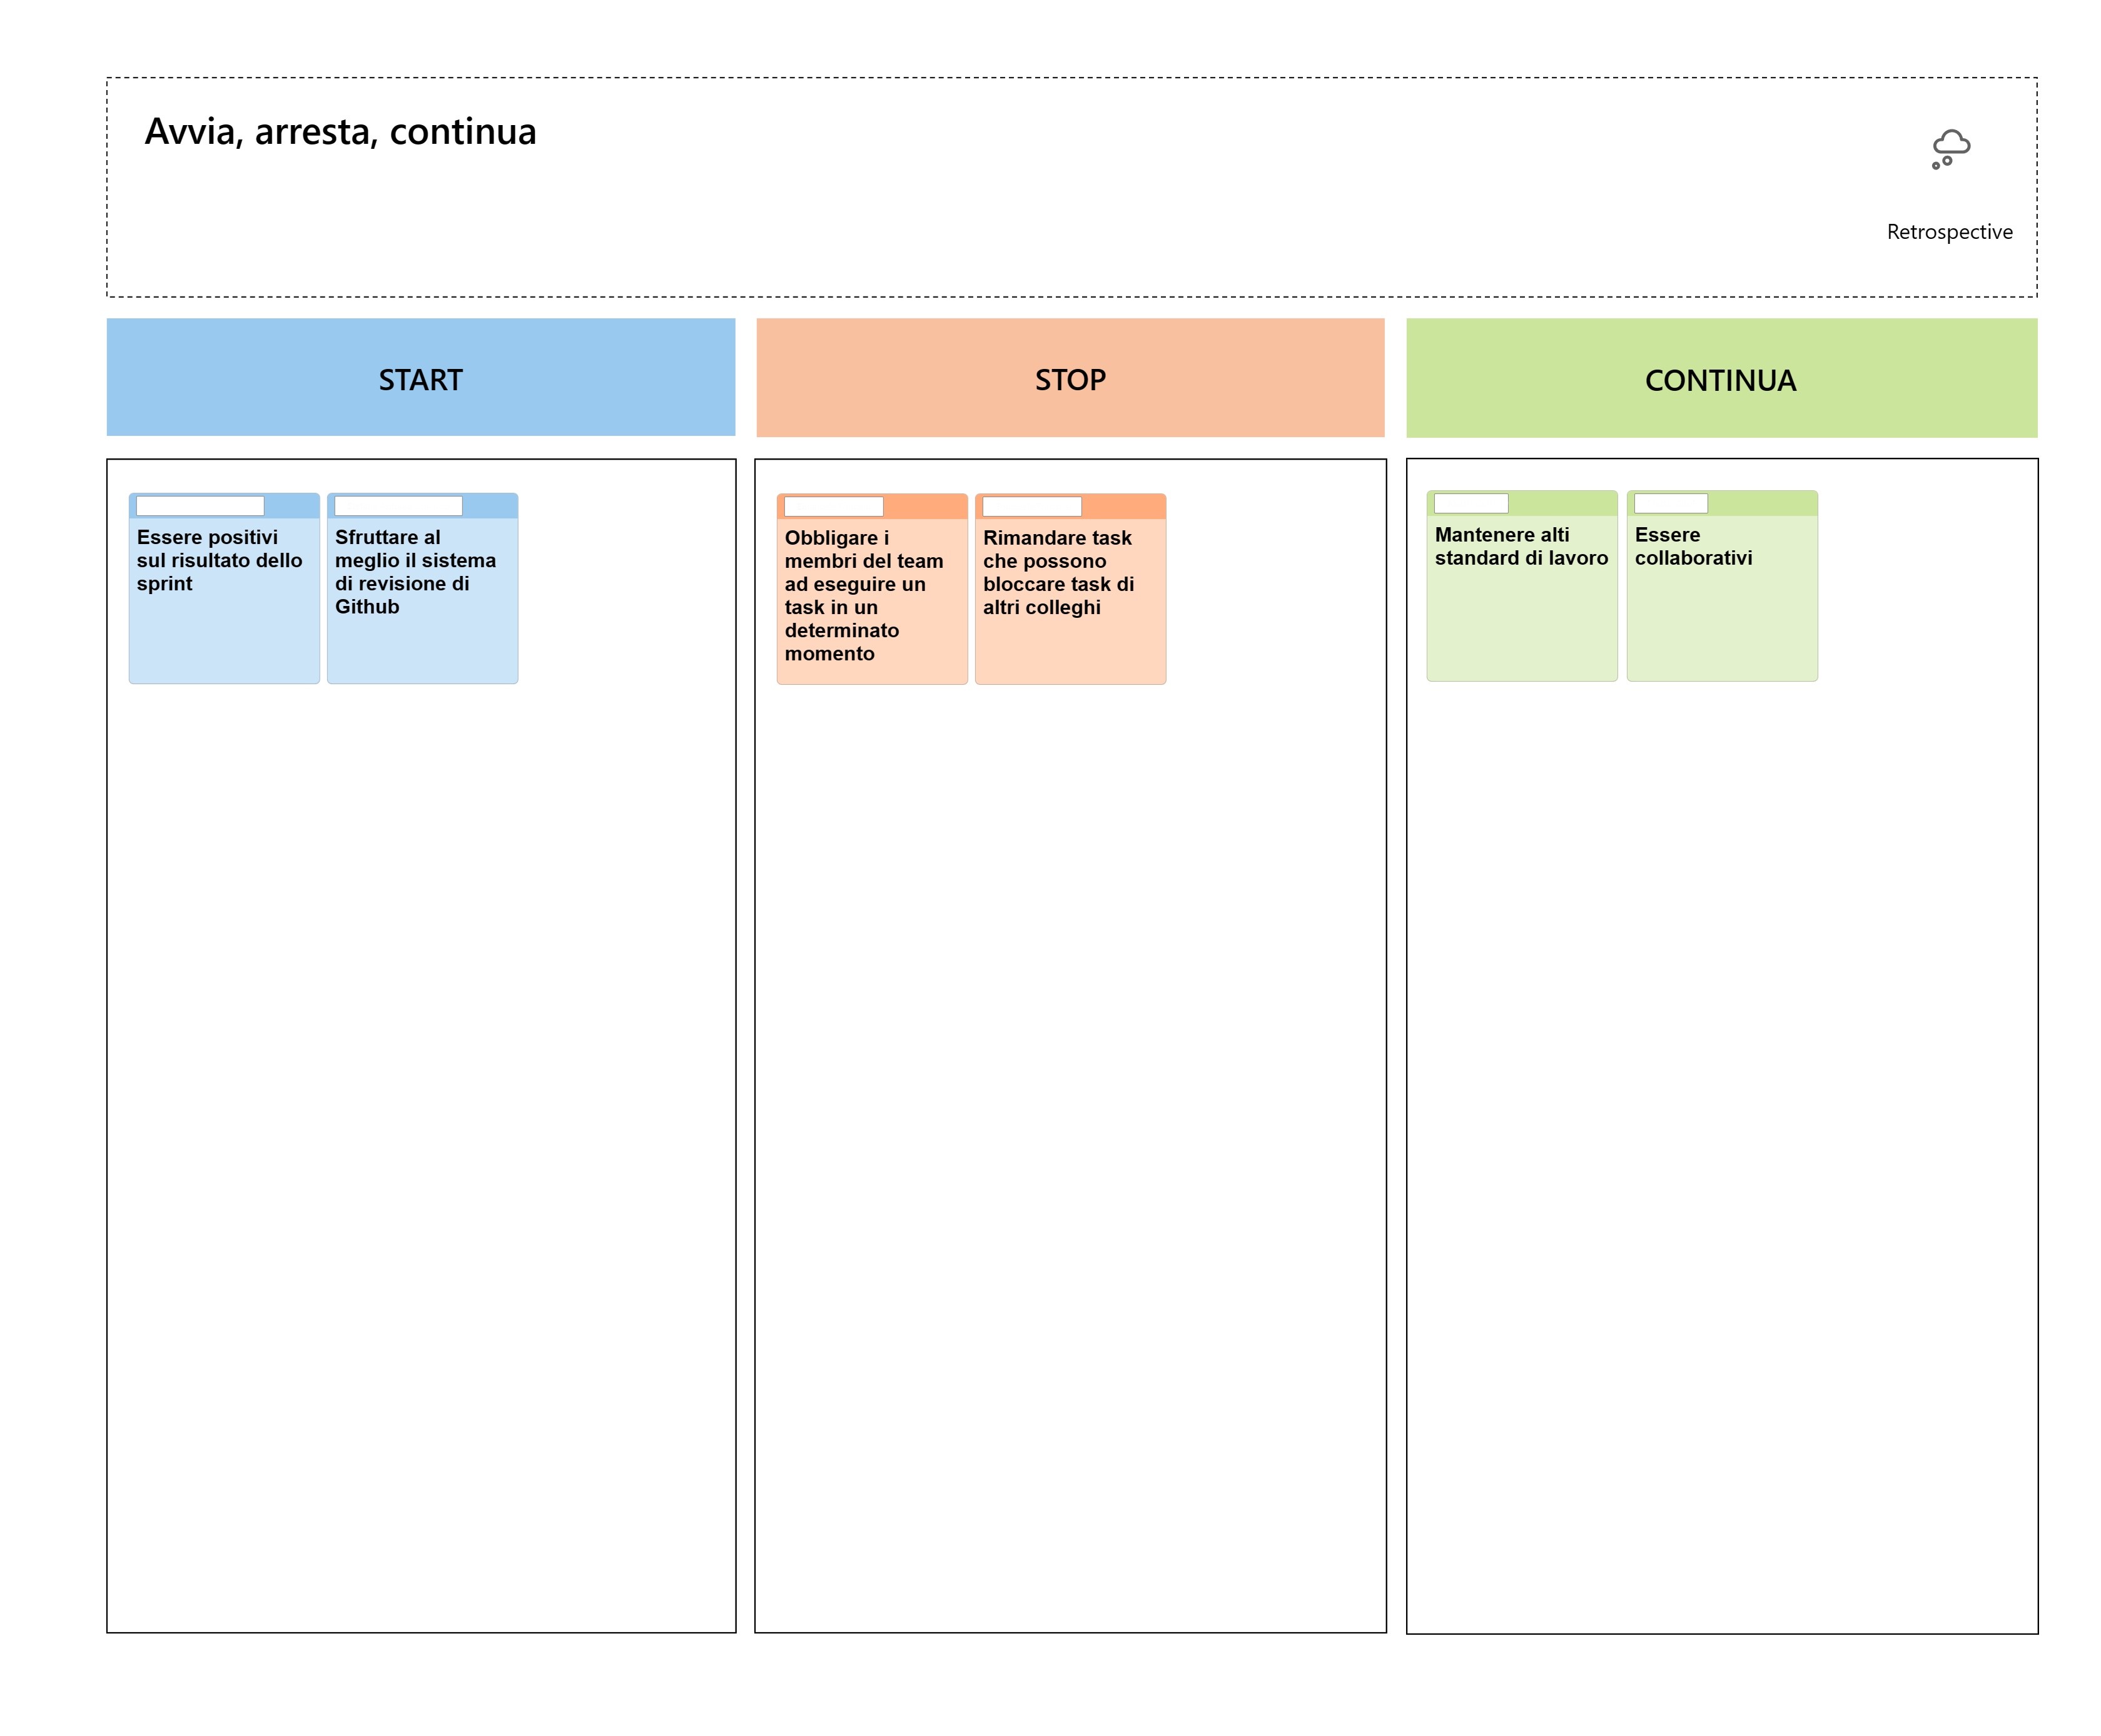 Avvia, arresta, continua
Retrospective
START
STOP
CONTINUA
Essere positivi
sul risultato dello
sprint
Sfruttare al
meglio il sistema
di revisione di
Github
Obbligare i
membri del team
ad eseguire un
task in un
determinato
momento
Rimandare task
che possono
bloccare task di
altri colleghi
Mantenere alti
standard di lavoro
Essere
collaborativi